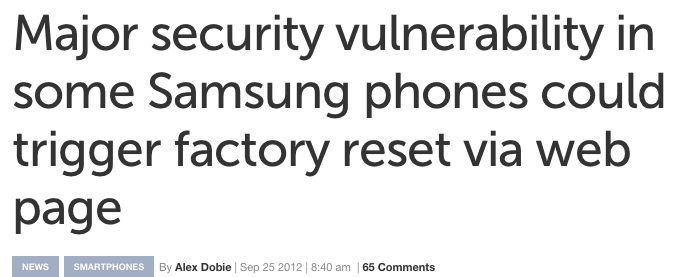 Major security vulnerability in
some Samsung phones could
trigger factory reset via web
page
NEWS SMARTPHONES By Alex Dobie | Sep 25 2012 | 8:40 am | 65 Comments